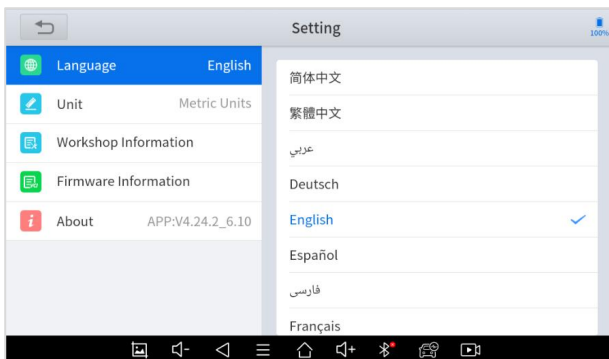 Setting
100%
Language English
Unit Metric Units
Workshop Information
Firmware Information
About APP:V4.24.2_6.10
简体中文
繁體中文
عربي
Deutsch
English
Español
فارسی
Français